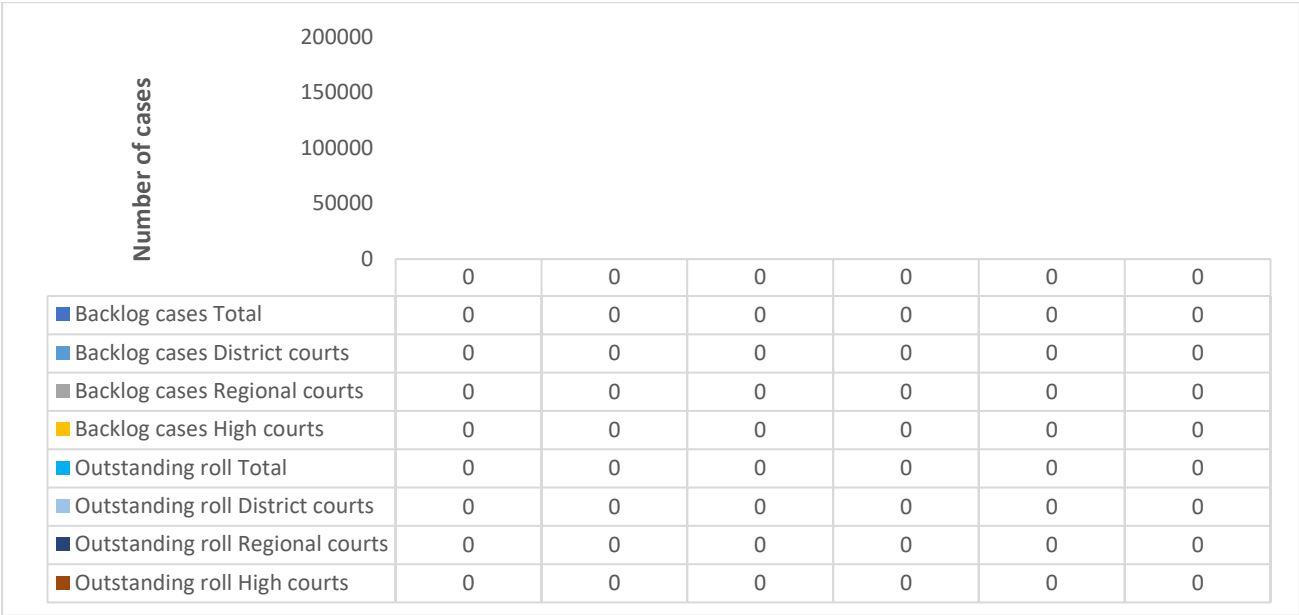 200000
150000
100000
50000
0
Number of cases
0 0 0 0 0 0
Backlog cases Total 0 0 0 0 0 0
Backlog cases District courts 0 0 0 0 0 0
Backlog cases Regional courts 0 0 0 0 0 0
Backlog cases High courts 0 0 0 0 0 0
Outstanding roll Total 0 0 0 0 0 0
Outstanding roll District courts 0 0 0 0 0 0
Outstanding roll Regional courts 0 0 0 0 0 0
Outstanding roll High courts 0 0 0 0 0 0